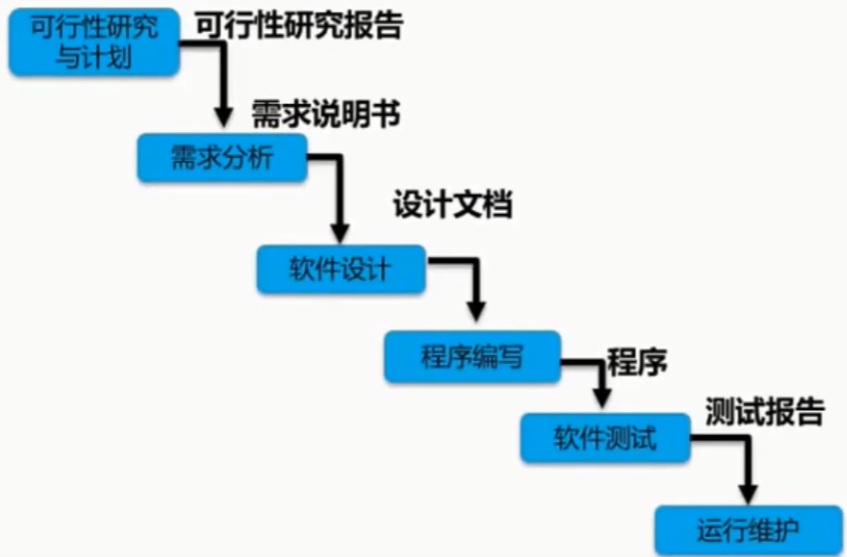 可行性研究
与计划
可行性研究报告
需求说明书
需求分析
设计文档
软件设计
程序编写
程序
测试报告
软件测试
运行维护